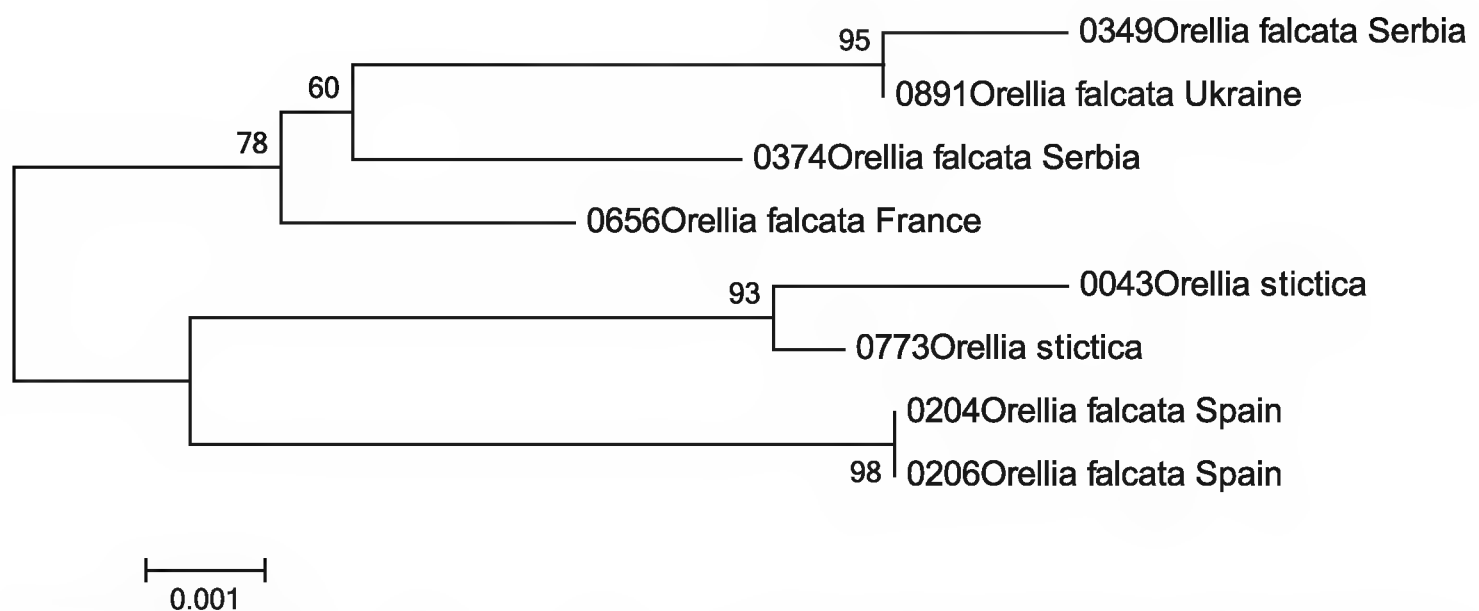 95
0349Orellia falcata Serbia
60
0891Orellia falcata Ukraine
78
0374Orellia falcata Serbia
0656Orellia falcata France
93
0043Orellia stictica
0773Orellia stictica
0204Orellia falcata Spain
98
0206Orellia falcata Spain
0.001